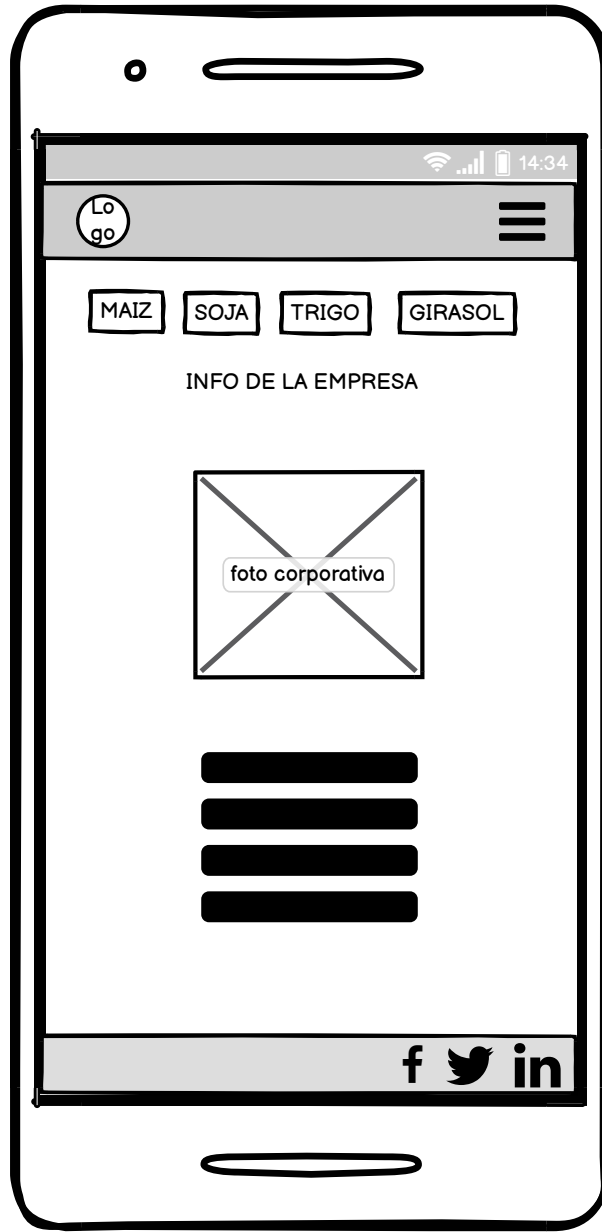 14:34
Lo
go
MAIZ SOJA TRIGO GIRASOL
INFO DE LA EMPRESA
foto corporativa
f in